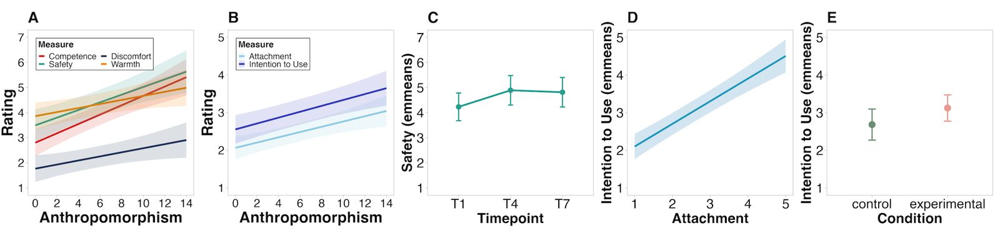 A
Measure
Competence Discomfort
Safety Warmth
7
6
5
4
3
2
1
Rating
0 2 4 6 8 10 12 14
Anthropomorphism
B
Measure
Attachment
Intention to Use
5
4
3
2
1
Rating
0 2 4 6 8 10 12 14
Anthropomorphism
C
7
6
5
4
3
2
1
Safety (emmeans)
T1 T4 T7
Timepoint
D
5
4
3
2
1
Intention to Use (emmeans)
1 2 3 4 5
Attachment
E
5
4
3
2
1
Intention to Use (emmeans)
control experimental
Condition